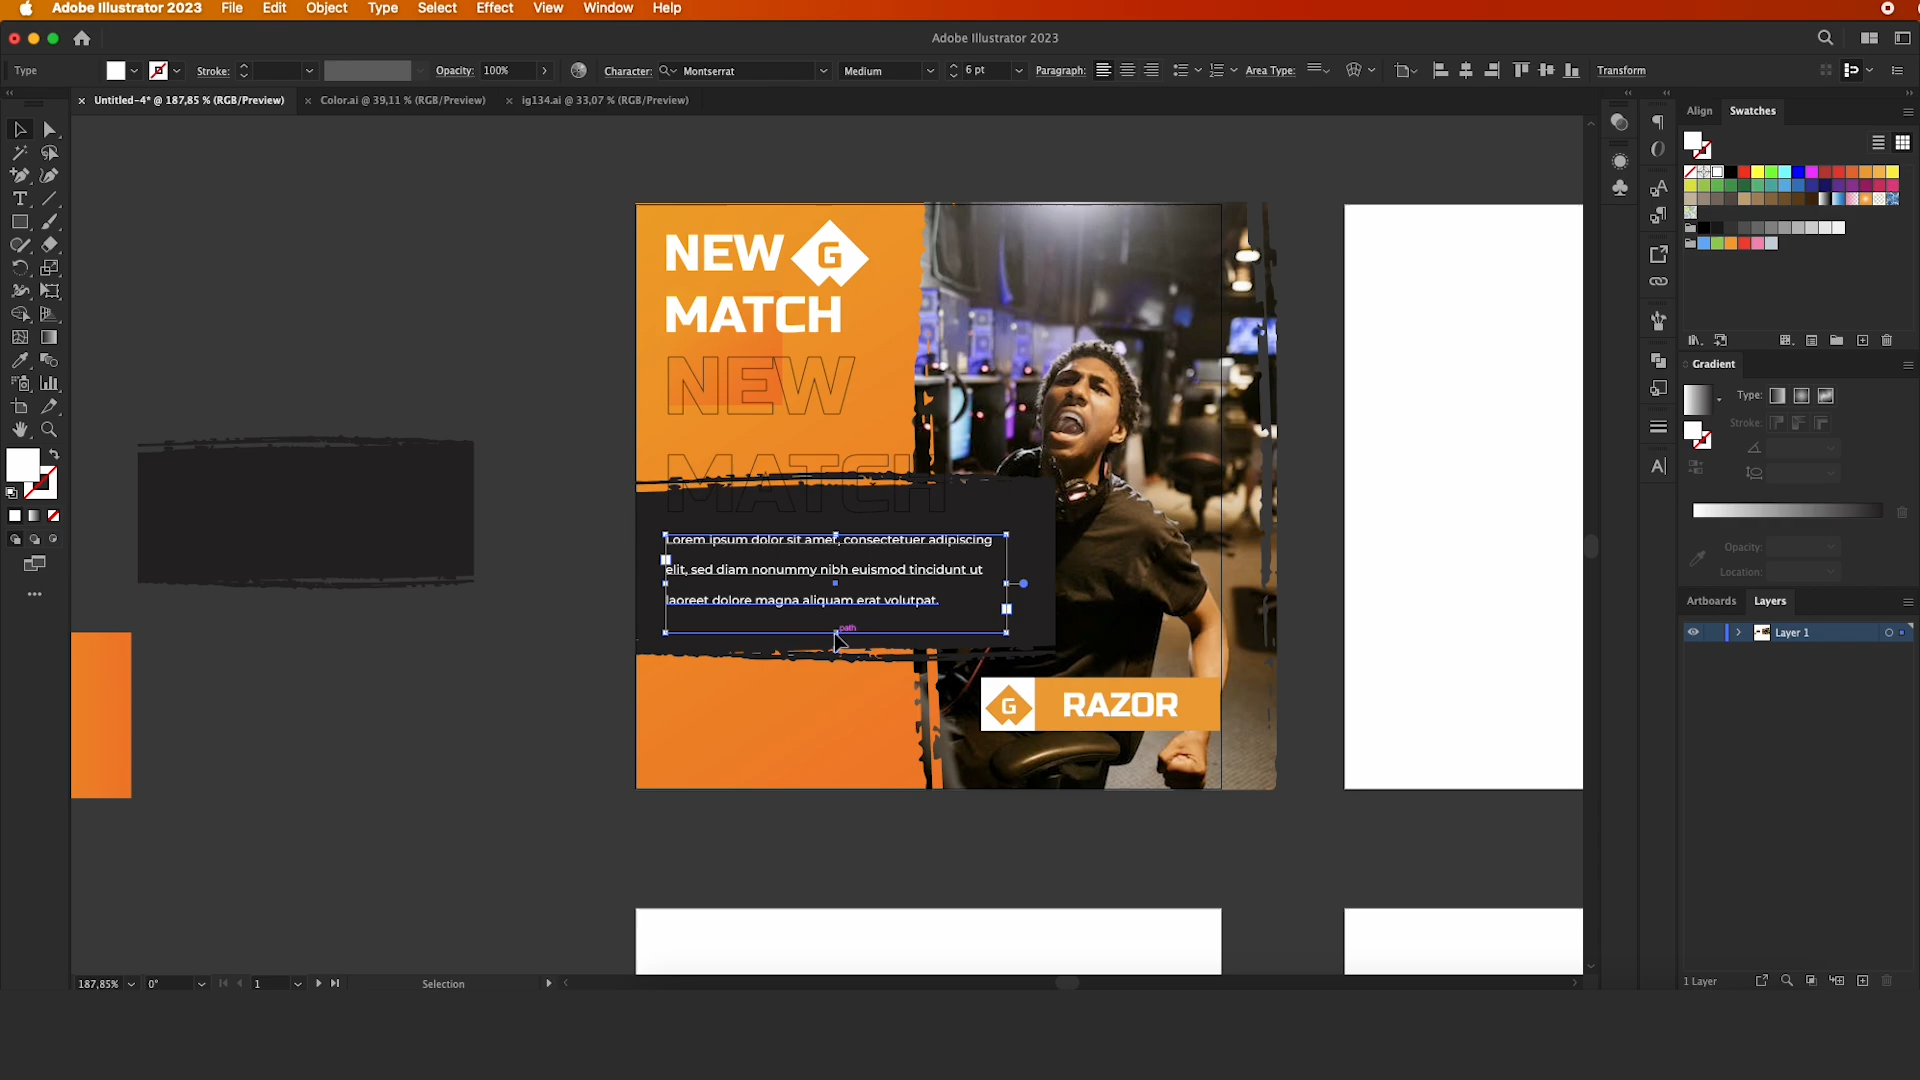 Adobe Illustrator 2023 File Edit Object Type Select Effect View Window Help
Adobe Illustrator 2023
Type Stroke: Opacity: 100% Character: Montserrat Medium 6 pt Paragraph: Area Type: Transform
× Untitled-4* @ 187,85 % (RGB/Preview) × Color.ai @ 39,11 % (RGB/Preview) × ig134.ai @ 33,07 % (RGB/Preview)
Align Swatches
NEW G
MATCH
NEW
MATCH
Lorem ipsum dolor sit amet, consectetuer adipiscing
elit, sed diam nonummy nibh euismod tincidunt ut
laoreet dolore magna aliquam erat volutpat.
path
G RAZOR
Gradient
Type:
Stroke:
Opacity:
Location:
Artboards Layers
Layer 1
187,85% 0° 1 Selection
1 Layer